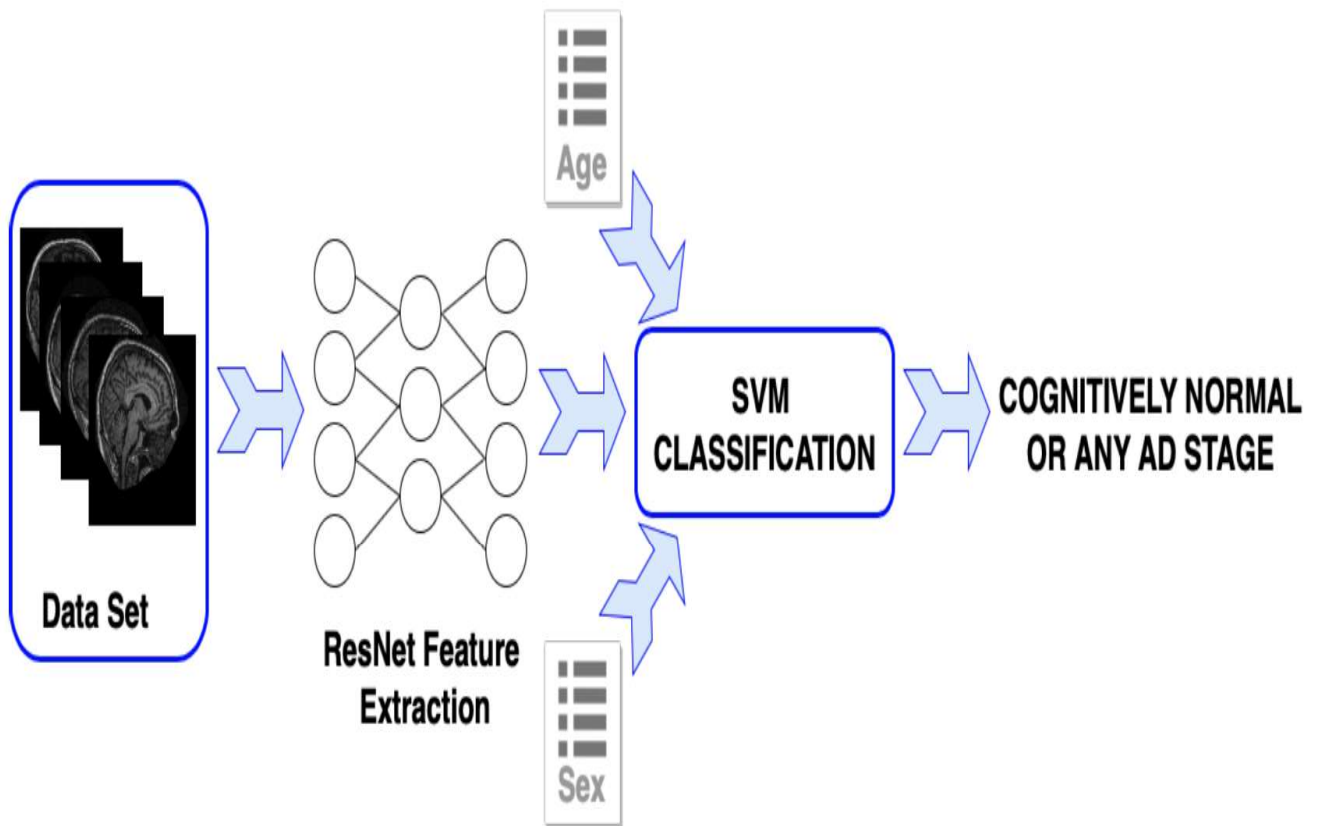 Age
Data Set
ResNet Feature
Extraction
SVM
CLASSIFICATION
COGNITIVELY NORMAL
OR ANY AD STAGE
Sex